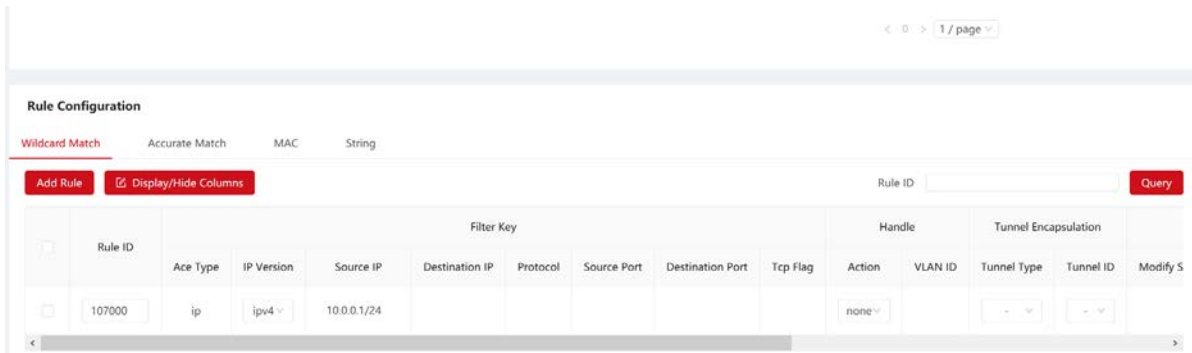 < 0 > 1 / page
Rule Configuration
Wildcard Match Accurate Match MAC String
Add Rule Display/Hide Columns Rule ID Query
Rule ID Filter Key Handle Tunnel Encapsulation
Ace Type IP Version Source IP Destination IP Protocol Source Port Destination Port Tcp Flag Action VLAN ID Tunnel Type Tunnel ID Modify S
107000 ip ipv4 10.0.0.1/24 none - -